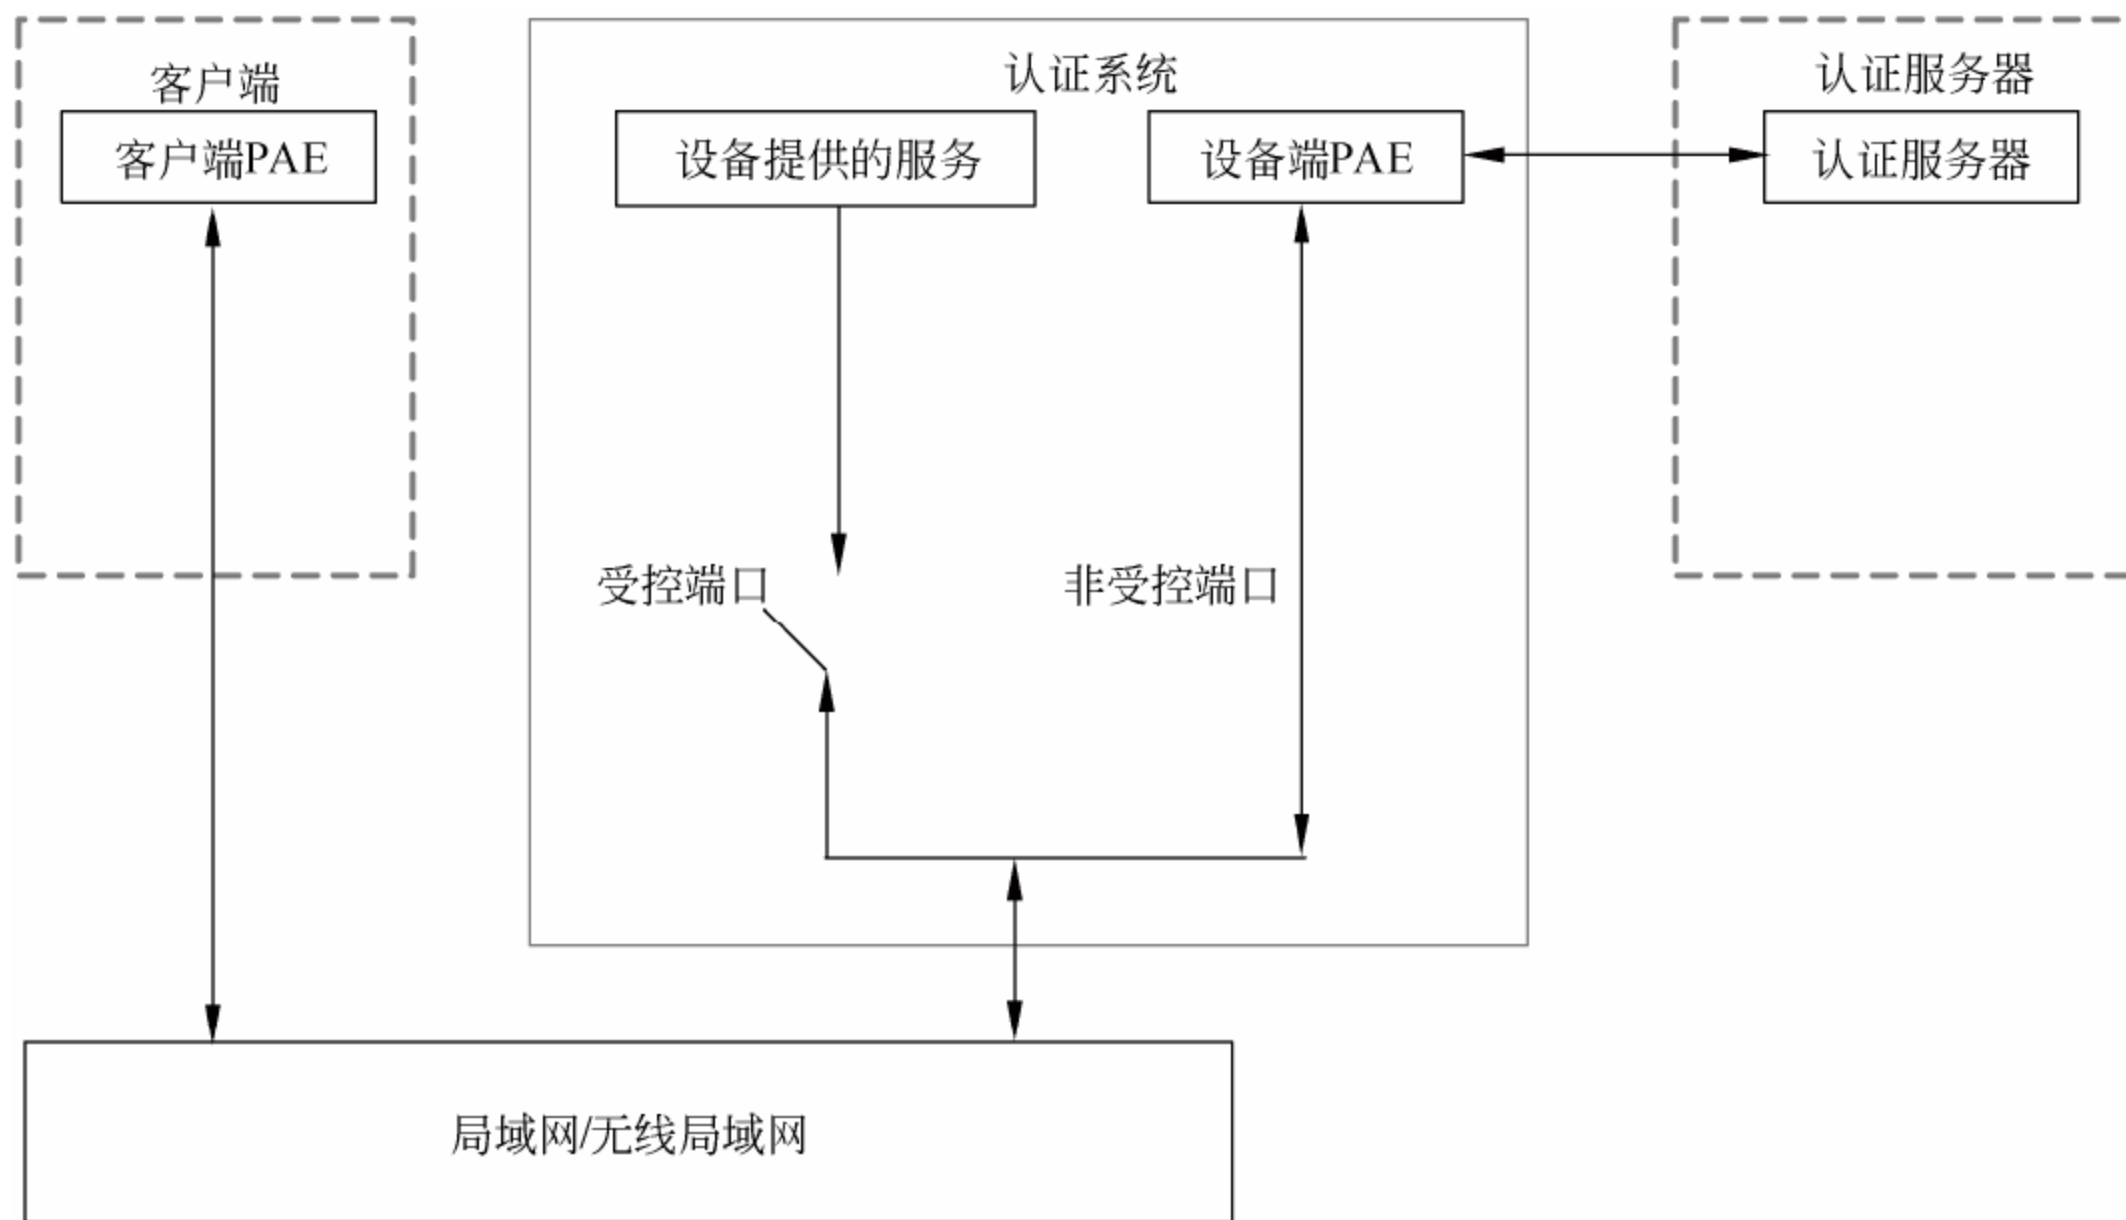 客户端
客户端PAE
认证系统
设备提供的服务
设备端PAE
认证服务器
认证服务器
受控端口
非受控端口
局域网/无线局域网